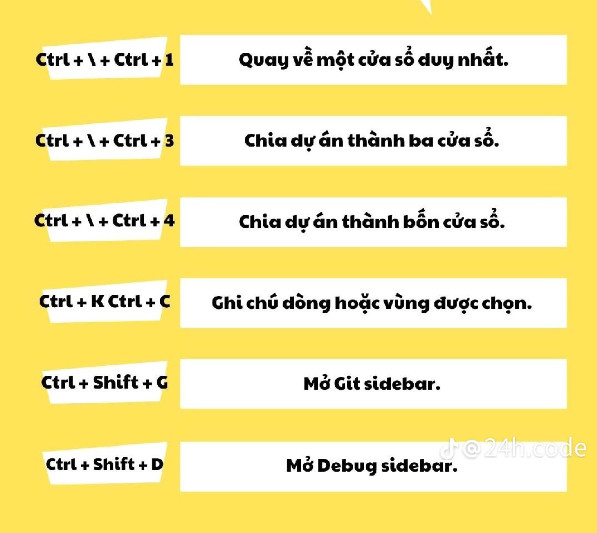 Ctrl + \ + Ctrl + 1
Quay về một cửa sổ duy nhất.
Ctrl + \ + Ctrl + 3
Chia dự án thành ba cửa sổ.
Ctrl + \ + Ctrl + 4
Chia dự án thành bốn cửa sổ.
Ctrl + K Ctrl + C
Ghi chú dòng hoặc vùng được chọn.
Ctrl + Shift + G
Mở Git sidebar.
Ctrl + Shift + D
Mở Debug sidebar.
@24h.code